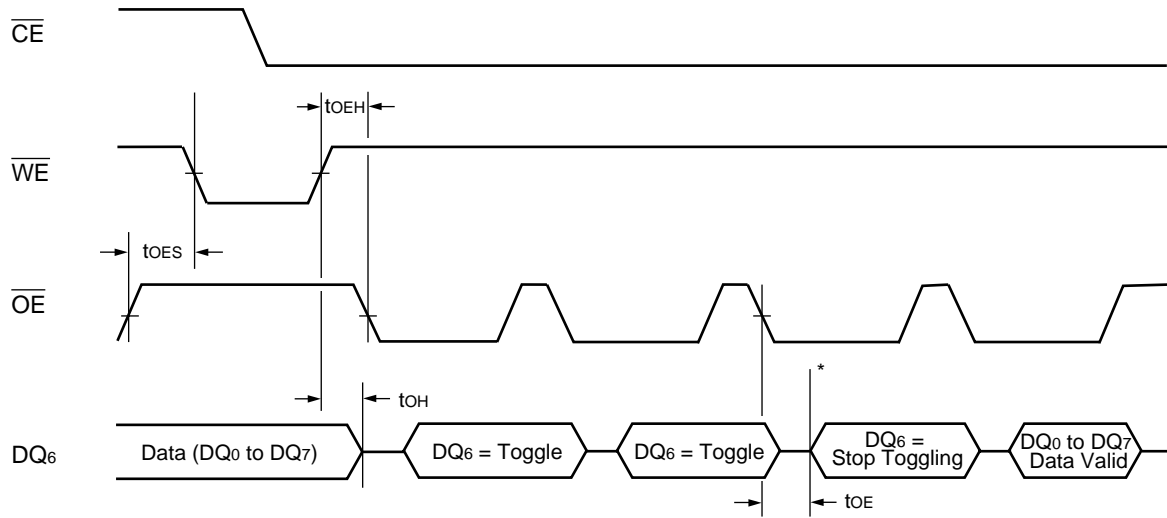 CE
tOEH
WE
tOES
OE
*
tOH
DQ6
Data (DQ0 to DQ7)
DQ6 = Toggle
DQ6 = Toggle
DQ6 =
Stop Toggling
DQ0 to DQ7
Data Valid
tOE